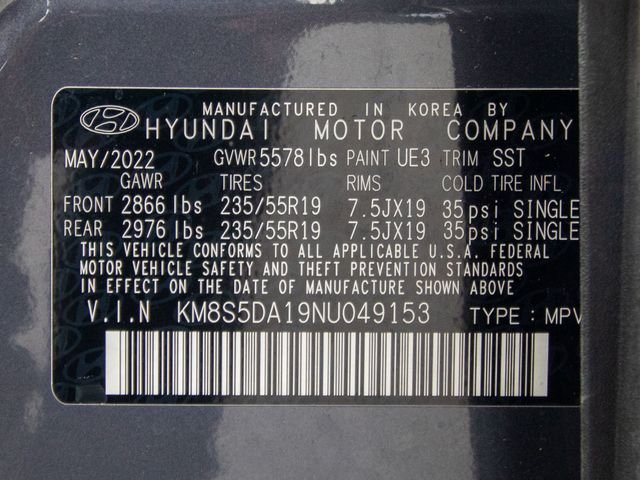 MANUFACTURED IN KOREA BY
HYUNDAI MOTOR COMPANY
MAY/2022 GVWR 5578lbs PAINT UE3 TRIM SST
GAWR TIRES RIMS COLD TIRE INFL
FRONT 2866 lbs 235/55R19 7.5JX19 35psi SINGLE
REAR 2976 lbs 235/55R19 7.5JX19 35psi SINGLE
THIS VEHICLE CONFORMS TO ALL APPLICABLE U.S.A. FEDERAL
MOTOR VEHICLE SAFETY AND THEFT PREVENTION STANDARDS
IN EFFECT ON THE DATE OF MANUFACTURE SHOWN ABOVE.
V.I.N KM8S5DA19NU049153 TYPE : MPV